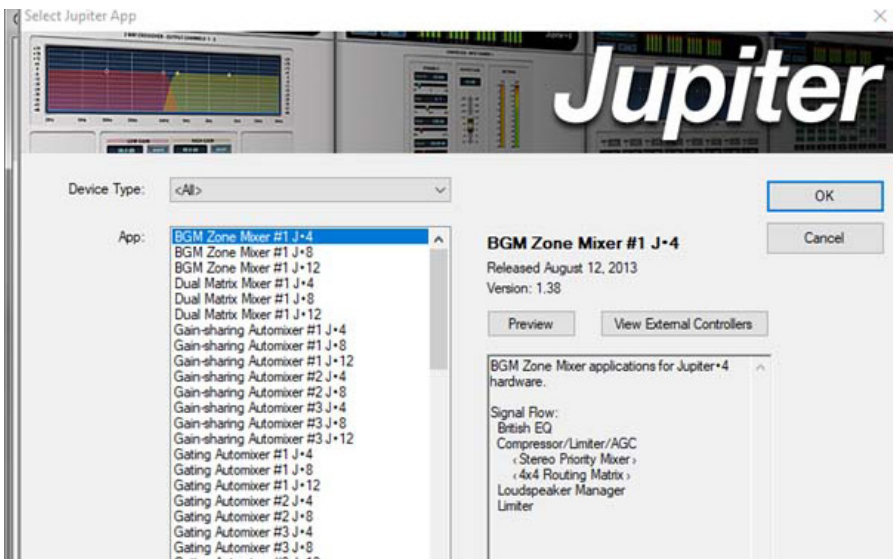 Select Jupiter App
Jupiter
Device Type:
<All>
OK
App:
BGM Zone Mixer #1 J•4
BGM Zone Mixer #1 J•8
BGM Zone Mixer #1 J•12
Dual Matrix Mixer #1 J•4
Dual Matrix Mixer #1 J•8
Dual Matrix Mixer #1 J•12
Gain-sharing Automixer #1 J•4
Gain-sharing Automixer #1 J•8
Gain-sharing Automixer #1 J•12
Gain-sharing Automixer #2 J•4
Gain-sharing Automixer #2 J•8
Gain-sharing Automixer #3 J•4
Gain-sharing Automixer #3 J•8
Gain-sharing Automixer #3 J•12
Gating Automixer #1 J•4
Gating Automixer #1 J•8
Gating Automixer #1 J•12
Gating Automixer #2 J•4
Gating Automixer #2 J•8
Gating Automixer #3 J•4
Gating Automixer #3 J•8
BGM Zone Mixer #1 J•4
Cancel
Released August 12, 2013
Version: 1.38
Preview
View External Controllers
BGM Zone Mixer applications for Jupiter•4
hardware.
Signal Flow:
British EQ
Compressor/Limiter/AGC
‹ Stereo Priority Mixer ›
‹ 4x4 Routing Matrix ›
Loudspeaker Manager
Limiter